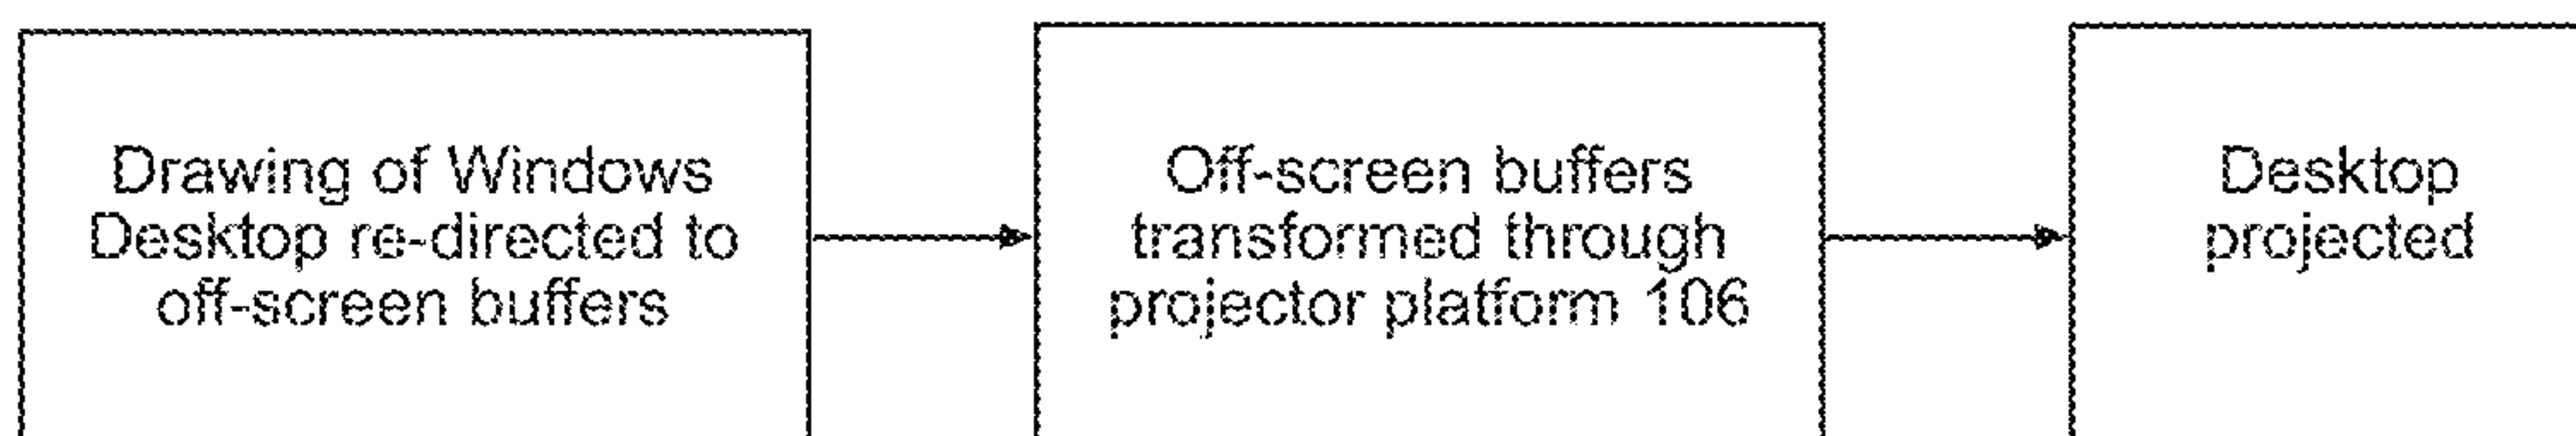 Drawing of Windows
Desktop re-directed to
off-screen buffers
Off-screen buffers
transformed through
projector platform 106
Desktop
projected